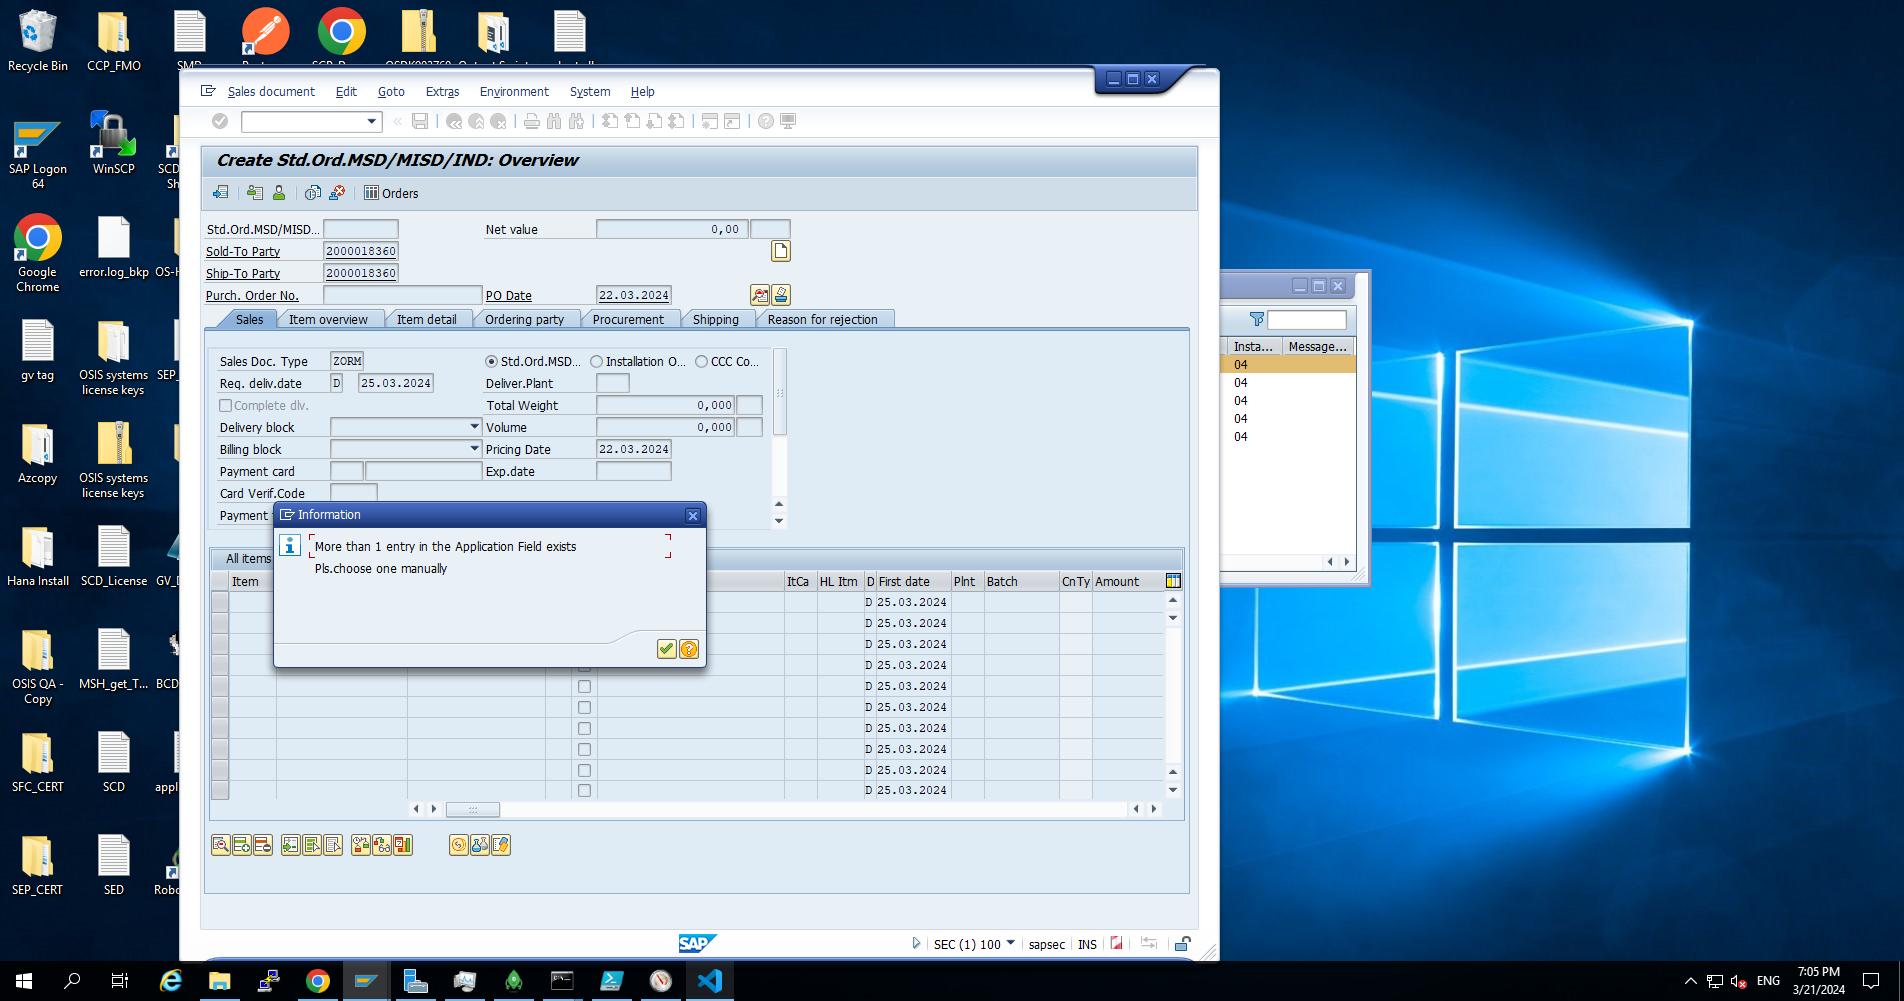 Recycle Bin
CCP_FMO
SAP Logon
64
WinSCP
Google
Chrome
error.log_bkp
gv tag
OSIS systems
license keys
Azcopy
OSIS systems
license keys
Hana Install
SCD_License
OSIS QA -
Copy
MSH_get_T...
SFC_CERT
SCD
SEP_CERT
SED
Sales document Edit Goto Extras Environment System Help
Create Std.Ord.MSD/MISD/IND: Overview
Orders
Std.Ord.MSD/MISD... Net value 0,00
Sold-To Party 2000018360
Ship-To Party 2000018360
Purch. Order No. PO Date 22.03.2024
Sales Item overview Item detail Ordering party Procurement Shipping Reason for rejection
Sales Doc. Type ZORM Std.Ord.MSD... Installation O... CCC Co...
Req. deliv.date D 25.03.2024 Deliver.Plant
Complete dlv. Total Weight 0,000
Delivery block Volume 0,000
Billing block Pricing Date 22.03.2024
Payment card Exp.date
Card Verif.Code
Payment
Information
More than 1 entry in the Application Field exists
Pls.choose one manually
All items
Item ItCa HL Itm D First date Plnt Batch CnTy Amount
D 25.03.2024
D 25.03.2024
D 25.03.2024
D 25.03.2024
D 25.03.2024
D 25.03.2024
D 25.03.2024
D 25.03.2024
D 25.03.2024
D 25.03.2024
SAP SEC (1) 100 sapsec INS
Insta... Message...
04
04
04
04
04
ENG
7:05 PM
3/21/2024